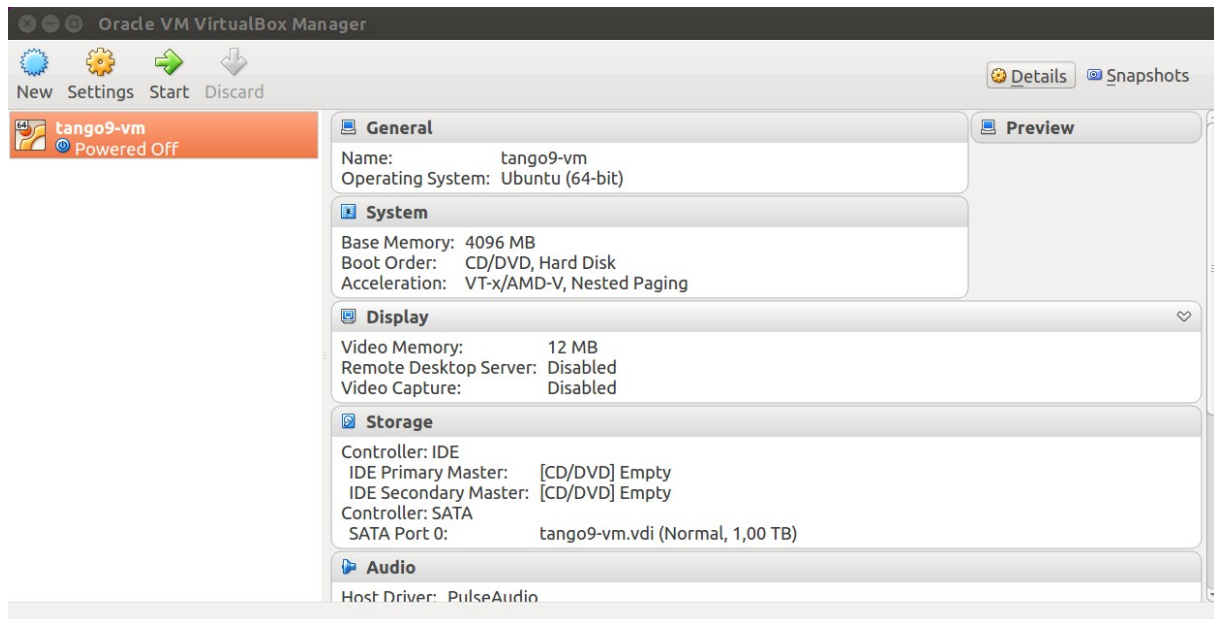 Oracle VM VirtualBox Manager
New Settings Start Discard
Details Snapshots
64
tango9-vm
Powered Off
General
Name: tango9-vm
Operating System: Ubuntu (64-bit)
Preview
System
Base Memory: 4096 MB
Boot Order: CD/DVD, Hard Disk
Acceleration: VT-x/AMD-V, Nested Paging
Display
Video Memory: 12 MB
Remote Desktop Server: Disabled
Video Capture: Disabled
Storage
Controller: IDE
IDE Primary Master: [CD/DVD] Empty
IDE Secondary Master: [CD/DVD] Empty
Controller: SATA
SATA Port 0: tango9-vm.vdi (Normal, 1,00 TB)
Audio
Host Driver: PulseAudio